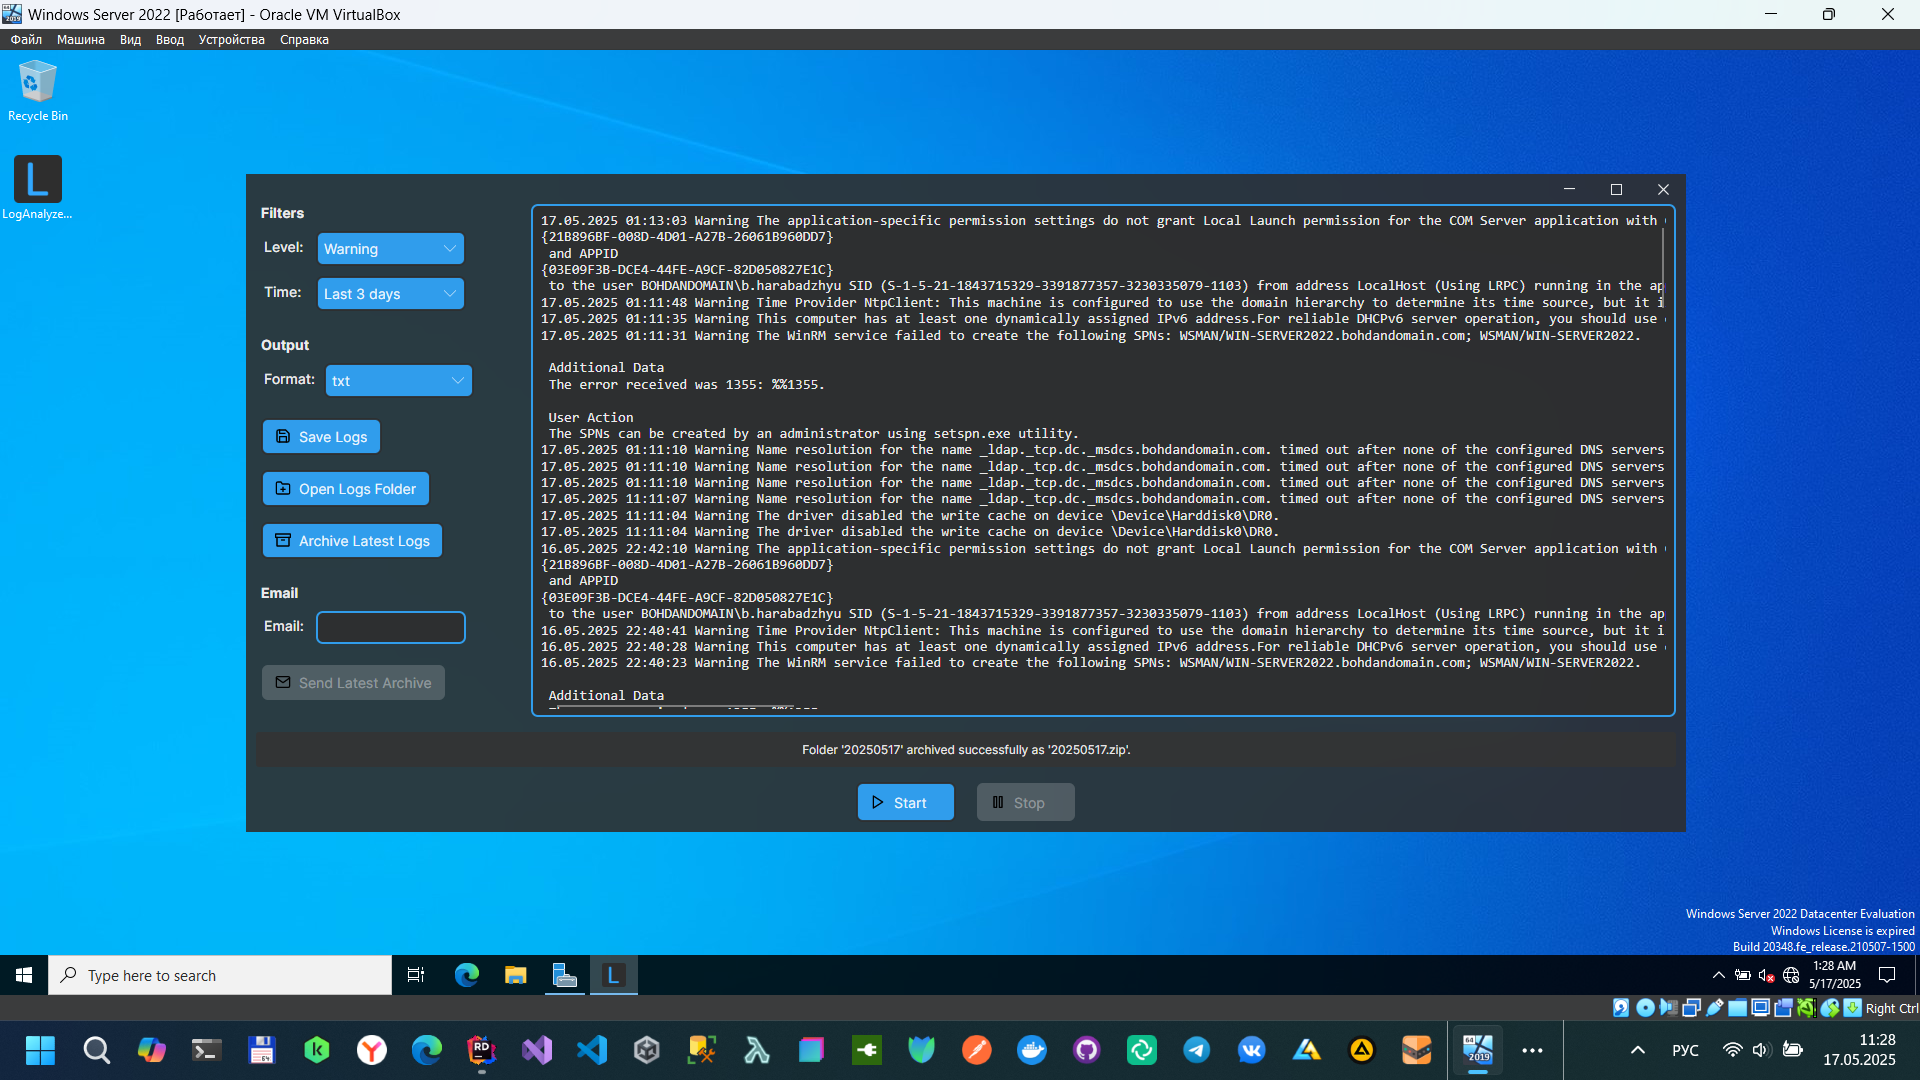 Windows Server 2022 [Работает] - Oracle VM VirtualBox
Файл Машина Вид Ввод Устройства Справка
Recycle Bin
LogAnalyze...
Filters
Level: Warning
Time: Last 3 days
Output
Format: txt
Save Logs
Open Logs Folder
Archive Latest Logs
Email
Email:
Send Latest Archive
17.05.2025 01:13:03 Warning The application-specific permission settings do not grant Local Launch permission for the COM Server application with
{21B896BF-008D-4D01-A27B-26061B960DD7}
and APPID
{03E09F3B-DCE4-44FE-A9CF-82D050827E1C}
to the user BOHDANDOMAIN\b.harabadzhyu SID (S-1-5-21-1843715329-3391877357-3230335079-1103) from address LocalHost (Using LRPC) running in the ap
17.05.2025 01:11:48 Warning Time Provider NtpClient: This machine is configured to use the domain hierarchy to determine its time source, but it i
17.05.2025 01:11:35 Warning This computer has at least one dynamically assigned IPv6 address.For reliable DHCPv6 server operation, you should use
17.05.2025 01:11:31 Warning The WinRM service failed to create the following SPNs: WSMAN/WIN-SERVER2022.bohdandomain.com; WSMAN/WIN-SERVER2022.
Additional Data
The error received was 1355: %%1355.
User Action
The SPNs can be created by an administrator using setspn.exe utility.
17.05.2025 01:11:10 Warning Name resolution for the name _ldap._tcp.dc._msdcs.bohdandomain.com. timed out after none of the configured DNS servers
17.05.2025 01:11:10 Warning Name resolution for the name _ldap._tcp.dc._msdcs.bohdandomain.com. timed out after none of the configured DNS servers
17.05.2025 01:11:10 Warning Name resolution for the name _ldap._tcp.dc._msdcs.bohdandomain.com. timed out after none of the configured DNS servers
17.05.2025 11:11:07 Warning Name resolution for the name _ldap._tcp.dc._msdcs.bohdandomain.com. timed out after none of the configured DNS servers
17.05.2025 11:11:04 Warning The driver disabled the write cache on device \Device\Harddisk0\DR0.
17.05.2025 11:11:04 Warning The driver disabled the write cache on device \Device\Harddisk0\DR0.
16.05.2025 22:42:10 Warning The application-specific permission settings do not grant Local Launch permission for the COM Server application with
{21B896BF-008D-4D01-A27B-26061B960DD7}
and APPID
{03E09F3B-DCE4-44FE-A9CF-82D050827E1C}
to the user BOHDANDOMAIN\b.harabadzhyu SID (S-1-5-21-1843715329-3391877357-3230335079-1103) from address LocalHost (Using LRPC) running in the ap
16.05.2025 22:40:41 Warning Time Provider NtpClient: This machine is configured to use the domain hierarchy to determine its time source, but it i
16.05.2025 22:40:28 Warning This computer has at least one dynamically assigned IPv6 address.For reliable DHCPv6 server operation, you should use
16.05.2025 22:40:23 Warning The WinRM service failed to create the following SPNs: WSMAN/WIN-SERVER2022.bohdandomain.com; WSMAN/WIN-SERVER2022.
Additional Data
Folder '20250517' archived successfully as '20250517.zip'.
Start Stop
Windows Server 2022 Datacenter Evaluation
Windows License is expired
Build 20348.fe_release.210507-1500
Type here to search
1:28 AM
5/17/2025
Right Ctrl
РУС
11:28
17.05.2025